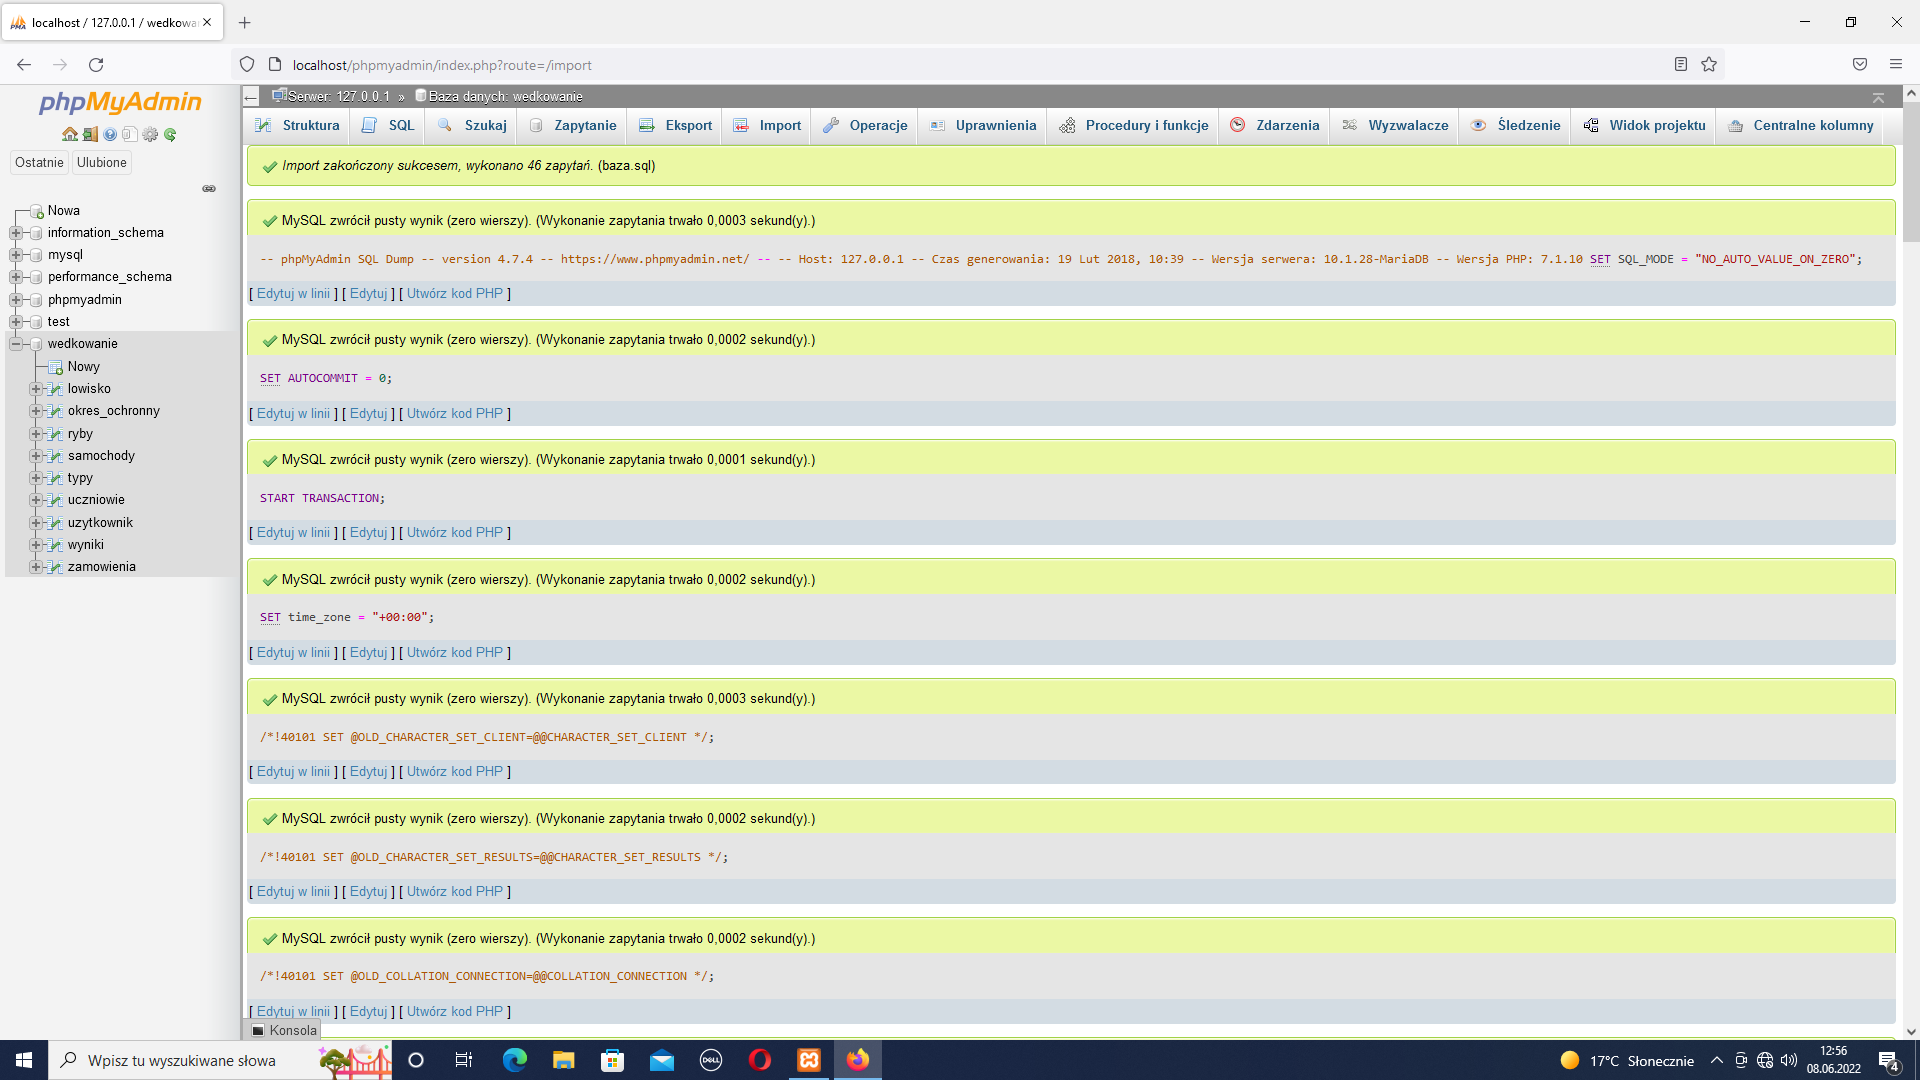 localhost / 127.0.0.1 / wedkowa
localhost/phpmyadmin/index.php?route=/import
phpMyAdmin
Ostatnie Ulubione
Nowa
information_schema
mysql
performance_schema
phpmyadmin
test
wedkowanie
Nowy
lowisko
okres_ochronny
ryby
samochody
typy
uczniowie
uzytkownik
wyniki
zamowienia
Serwer: 127.0.0.1 » Baza danych: wedkowanie
Struktura SQL Szukaj Zapytanie Eksport Import Operacje Uprawnienia Procedury i funkcje Zdarzenia Wyzwalacze Śledzenie Widok projektu Centralne kolumny
Import zakończony sukcesem, wykonano 46 zapytań. (baza.sql)
MySQL zwrócił pusty wynik (zero wierszy). (Wykonanie zapytania trwało 0,0003 sekund(y).)
-- phpMyAdmin SQL Dump -- version 4.7.4 -- https://www.phpmyadmin.net/ -- -- Host: 127.0.0.1 -- Czas generowania: 19 Lut 2018, 10:39 -- Wersja serwera: 10.1.28-MariaDB -- Wersja PHP: 7.1.10 SET SQL_MODE = "NO_AUTO_VALUE_ON_ZERO";
[ Edytuj w linii ] [ Edytuj ] [ Utwórz kod PHP ]
MySQL zwrócił pusty wynik (zero wierszy). (Wykonanie zapytania trwało 0,0002 sekund(y).)
SET AUTOCOMMIT = 0;
[ Edytuj w linii ] [ Edytuj ] [ Utwórz kod PHP ]
MySQL zwrócił pusty wynik (zero wierszy). (Wykonanie zapytania trwało 0,0001 sekund(y).)
START TRANSACTION;
[ Edytuj w linii ] [ Edytuj ] [ Utwórz kod PHP ]
MySQL zwrócił pusty wynik (zero wierszy). (Wykonanie zapytania trwało 0,0002 sekund(y).)
SET time_zone = "+00:00";
[ Edytuj w linii ] [ Edytuj ] [ Utwórz kod PHP ]
MySQL zwrócił pusty wynik (zero wierszy). (Wykonanie zapytania trwało 0,0003 sekund(y).)
/*!40101 SET @OLD_CHARACTER_SET_CLIENT=@@CHARACTER_SET_CLIENT */;
[ Edytuj w linii ] [ Edytuj ] [ Utwórz kod PHP ]
MySQL zwrócił pusty wynik (zero wierszy). (Wykonanie zapytania trwało 0,0002 sekund(y).)
/*!40101 SET @OLD_CHARACTER_SET_RESULTS=@@CHARACTER_SET_RESULTS */;
[ Edytuj w linii ] [ Edytuj ] [ Utwórz kod PHP ]
MySQL zwrócił pusty wynik (zero wierszy). (Wykonanie zapytania trwało 0,0002 sekund(y).)
/*!40101 SET @OLD_COLLATION_CONNECTION=@@COLLATION_CONNECTION */;
[ Edytuj w linii ] [ Edytuj ] [ Utwórz kod PHP ]
Konsola
Wpisz tu wyszukiwane słowa
DELL
17°C Słonecznie
12:56
08.06.2022
4